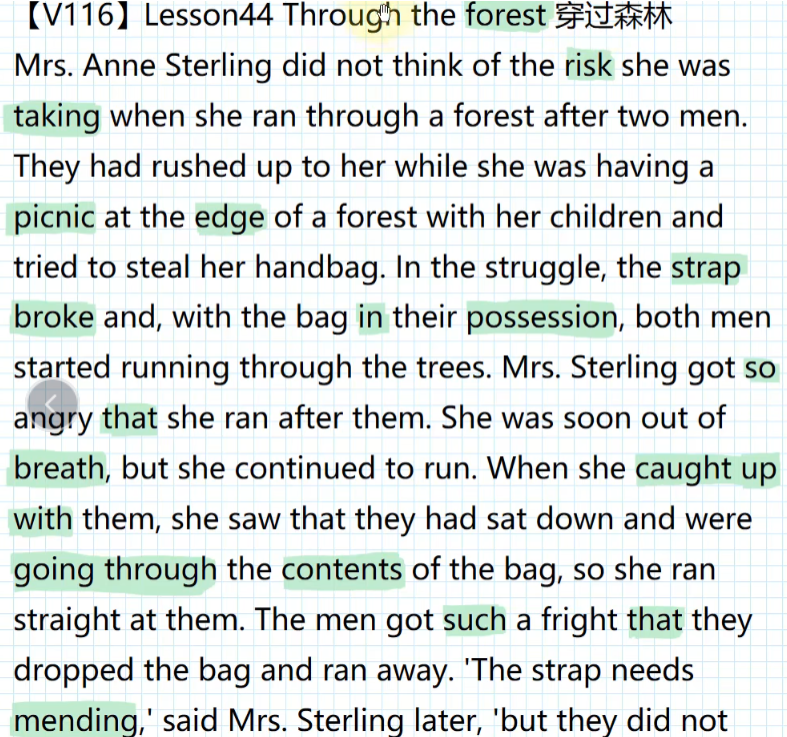 【V116】Lesson44 Through the forest 穿过森林
Mrs. Anne Sterling did not think of the risk she was
taking when she ran through a forest after two men.
They had rushed up to her while she was having a
picnic at the edge of a forest with her children and
tried to steal her handbag. In the struggle, the strap
broke and, with the bag in their possession, both men
started running through the trees. Mrs. Sterling got so
angry that she ran after them. She was soon out of
breath, but she continued to run. When she caught up
with them, she saw that they had sat down and were
going through the contents of the bag, so she ran
straight at them. The men got such a fright that they
dropped the bag and ran away. 'The strap needs
mending,' said Mrs. Sterling later, 'but they did not